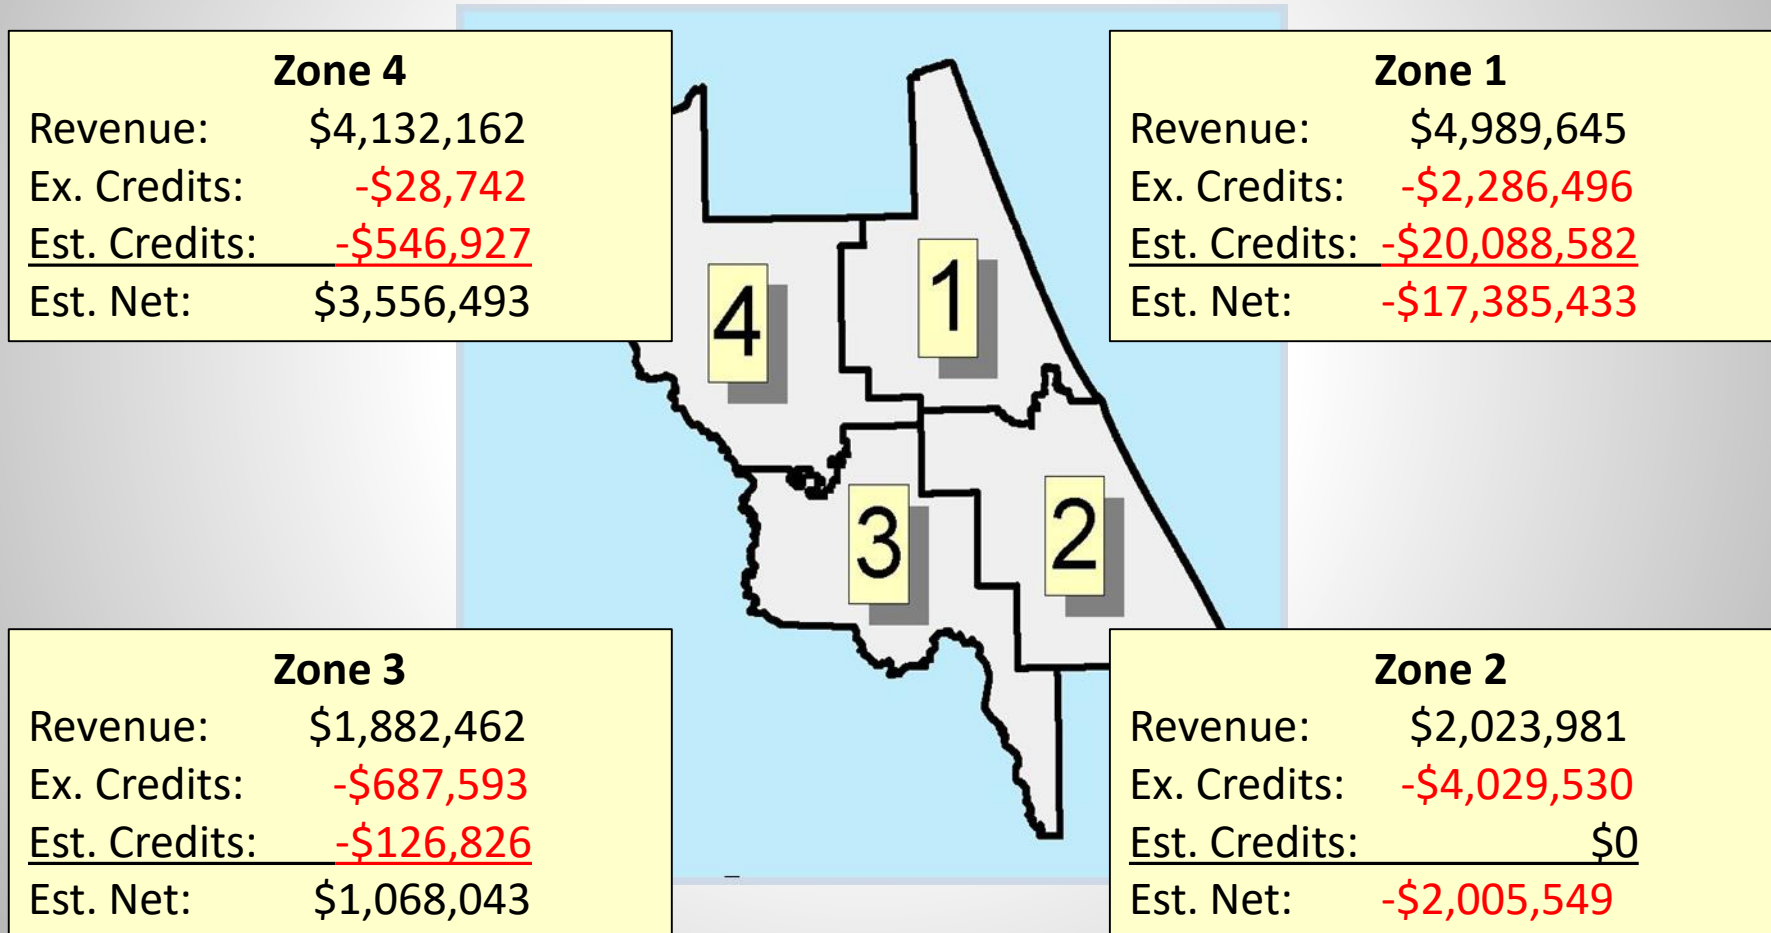 Zone 4
Revenue: $4,132,162
Ex. Credits: -$28,742
Est. Credits: -$546,927
Est. Net: $3,556,493
Zone 1
Revenue: $4,989,645
Ex. Credits: -$2,286,496
Est. Credits: -$20,088,582
Est. Net: -$17,385,433
4
1
3
2
Zone 3
Revenue: $1,882,462
Ex. Credits: -$687,593
Est. Credits: -$126,826
Est. Net: $1,068,043
Zone 2
Revenue: $2,023,981
Ex. Credits: -$4,029,530
Est. Credits: $0
Est. Net: -$2,005,549